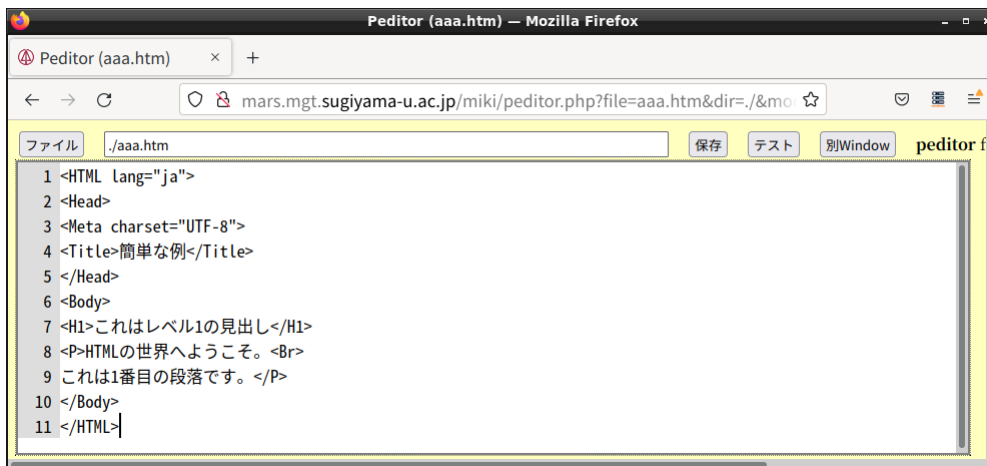 Peditor (aaa.htm) — Mozilla Firefox
Peditor (aaa.htm)
mars.mgt.sugiyama-u.ac.jp/miki/peditor.php?file=aaa.htm&dir=./&mo
ファイル ./aaa.htm 保存 テスト 別Window peditor f
1 <HTML lang="ja">
2 <Head>
3 <Meta charset="UTF-8">
4 <Title>簡単な例</Title>
5 </Head>
6 <Body>
7 <H1>これはレベル1の見出し</H1>
8 <P>HTMLの世界へようこそ。<Br>
9 これは1番目の段落です。</P>
10 </Body>
11 </HTML>